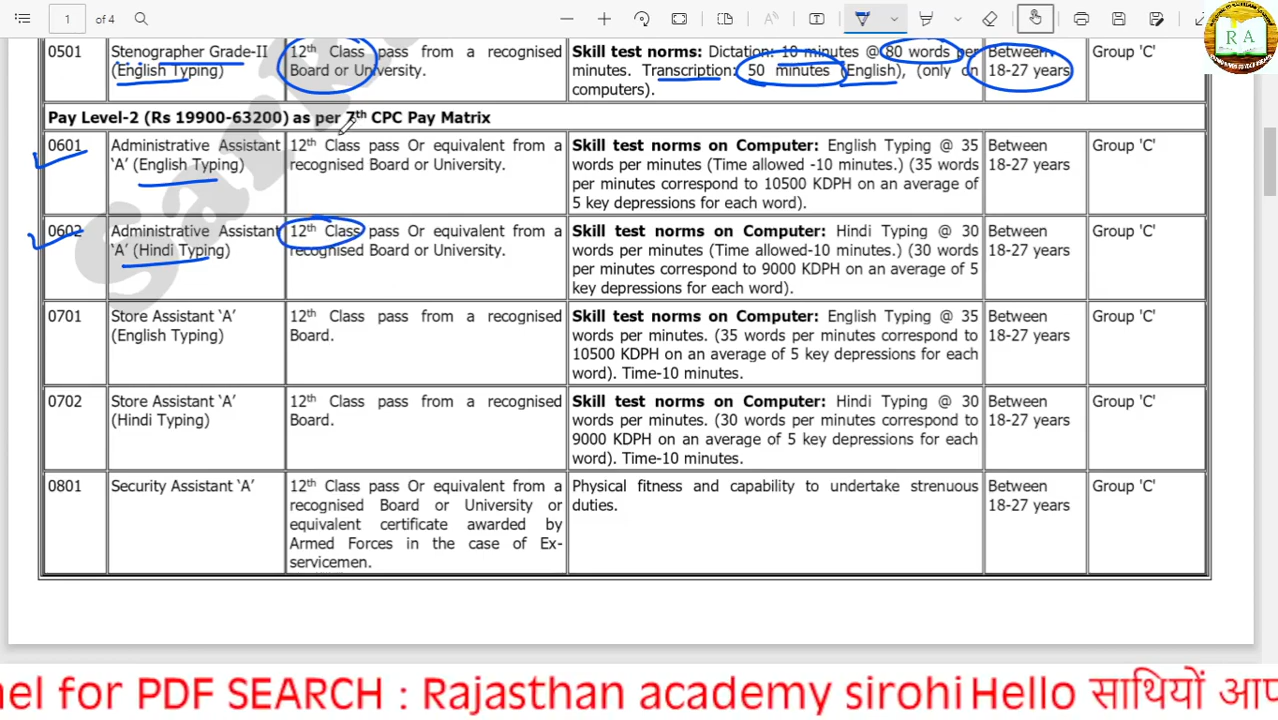 1 of 4
RA
0501 Stenographer Grade-II 12th Class pass from a recognised Skill test norms: Dictation: 10 minutes @ 80 words per Between Group 'C'
(English Typing) Board or University. minutes. Transcription: 50 minutes (English), (only on 18-27 years
computers).
Pay Level-2 (Rs 19900-63200) as per 7th CPC Pay Matrix
0601 Administrative Assistant 12th Class pass Or equivalent from a Skill test norms on Computer: English Typing @ 35 Between Group 'C'
'A' (English Typing) recognised Board or University. words per minutes (Time allowed -10 minutes.) (35 words 18-27 years
per minutes correspond to 10500 KDPH on an average of
5 key depressions for each word).
0602 Administrative Assistant 12th Class pass Or equivalent from a Skill test norms on Computer: Hindi Typing @ 30 Between Group 'C'
'A' (Hindi Typing) recognised Board or University. words per minutes (Time allowed-10 minutes.) (30 words 18-27 years
per minutes correspond to 9000 KDPH on an average of 5
key depressions for each word).
0701 Store Assistant 'A' 12th Class pass from a recognised Skill test norms on Computer: English Typing @ 35 Between Group 'C'
(English Typing) Board. words per minutes. (35 words per minutes correspond to 18-27 years
10500 KDPH on an average of 5 key depressions for each
word). Time-10 minutes.
0702 Store Assistant 'A' 12th Class pass from a recognised Skill test norms on Computer: Hindi Typing @ 30 Between Group 'C'
(Hindi Typing) Board. words per minutes. (30 words per minutes correspond to 18-27 years
9000 KDPH on an average of 5 key depressions for each
word). Time-10 minutes.
0801 Security Assistant 'A' 12th Class pass Or equivalent from a Physical fitness and capability to undertake strenuous Between Group 'C'
recognised Board or University or duties. 18-27 years
equivalent certificate awarded by
Armed Forces in the case of Ex-
servicemen.
nel for PDF SEARCH : Rajasthan academy sirohi Hello साथियों आप